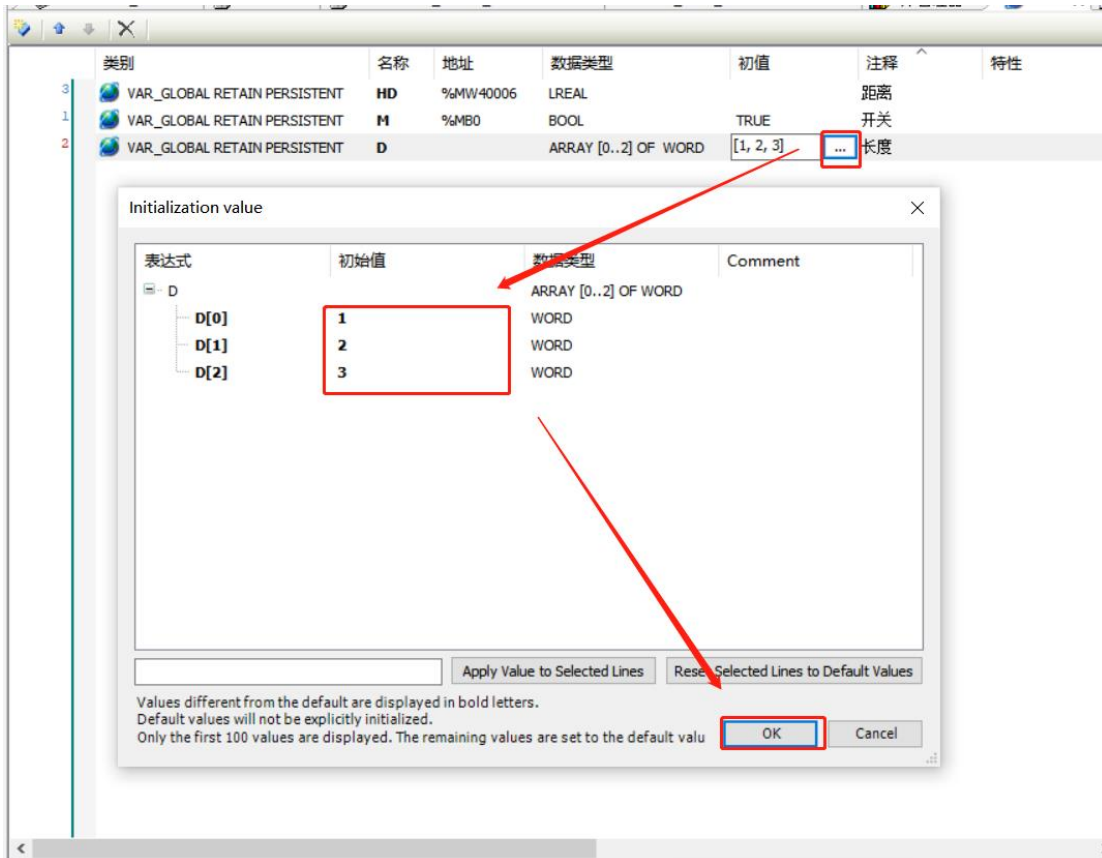 类别 名称 地址 数据类型 初值 注释 特性
3 VAR_GLOBAL RETAIN PERSISTENT HD %MW40006 LREAL 距离
1 VAR_GLOBAL RETAIN PERSISTENT M %MB0 BOOL TRUE 开关
2 VAR_GLOBAL RETAIN PERSISTENT D ARRAY [0..2] OF WORD [1, 2, 3] ... 长度
Initialization value
表达式 初始值 数据类型 Comment
D ARRAY [0..2] OF WORD
D[0] 1 WORD
D[1] 2 WORD
D[2] 3 WORD
Apply Value to Selected Lines Reset Selected Lines to Default Values
Values different from the default are displayed in bold letters.
Default values will not be explicitly initialized.
Only the first 100 values are displayed. The remaining values are set to the default valu
OK Cancel